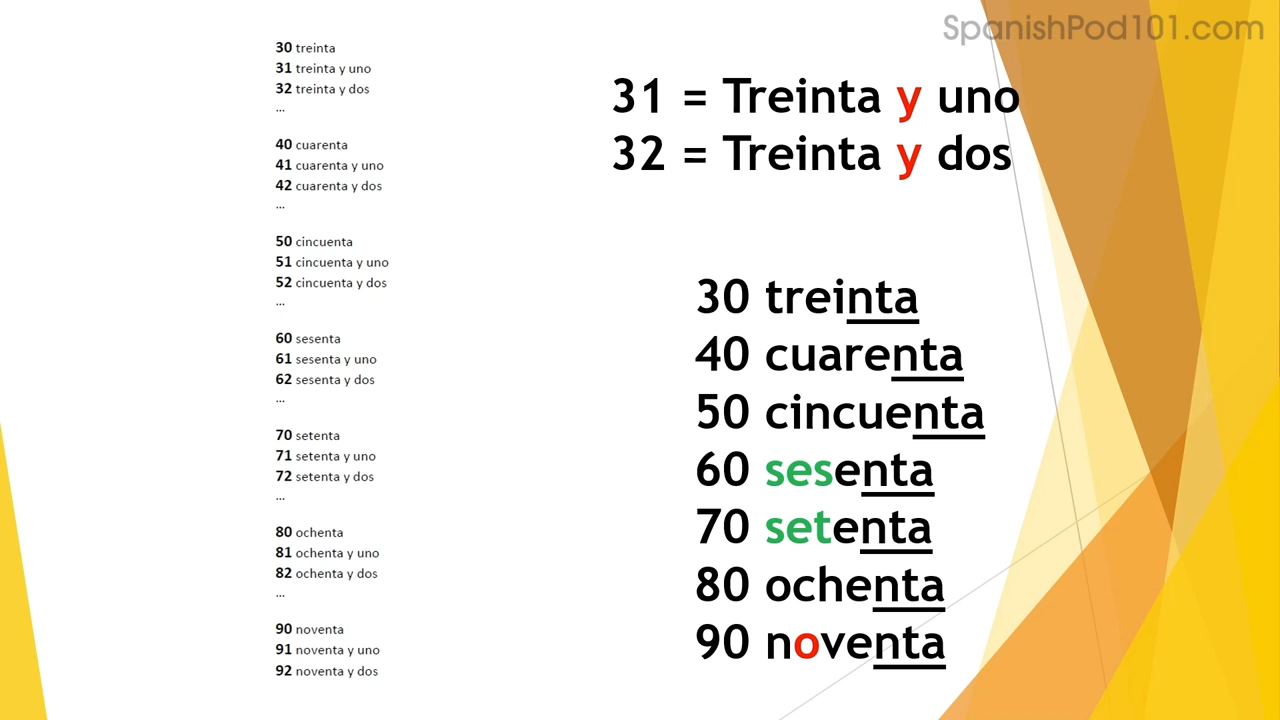 SpanishPod101.com
30 treinta
31 treinta y uno
32 treinta y dos
...
40 cuarenta
41 cuarenta y uno
42 cuarenta y dos
...
50 cincuenta
51 cincuenta y uno
52 cincuenta y dos
...
60 sesenta
61 sesenta y uno
62 sesenta y dos
...
70 setenta
71 setenta y uno
72 setenta y dos
...
80 ochenta
81 ochenta y uno
82 ochenta y dos
...
90 noventa
91 noventa y uno
92 noventa y dos
31 = Treinta y uno
32 = Treinta y dos
30 treinta
40 cuarenta
50 cincuenta
60 sesenta
70 setenta
80 ochenta
90 noventa